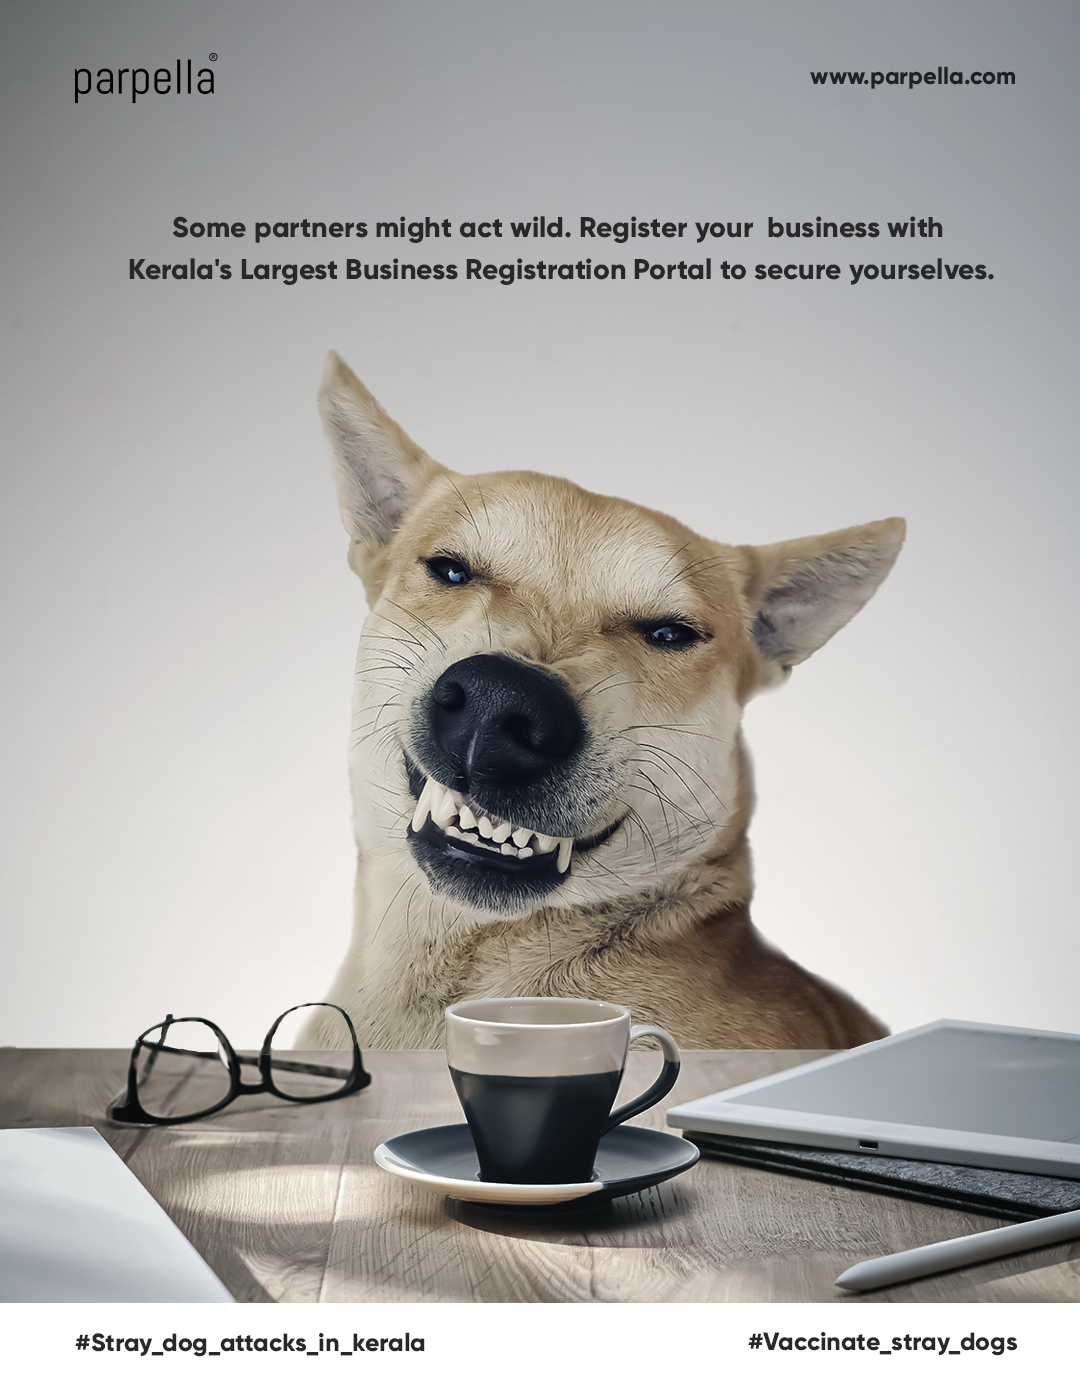 parpella®
www.parpella.com
Some partners might act wild. Register your business with
Kerala's Largest Business Registration Portal to secure yourselves.
#Stray_dog_attacks_in_kerala
#Vaccinate_stray_dogs